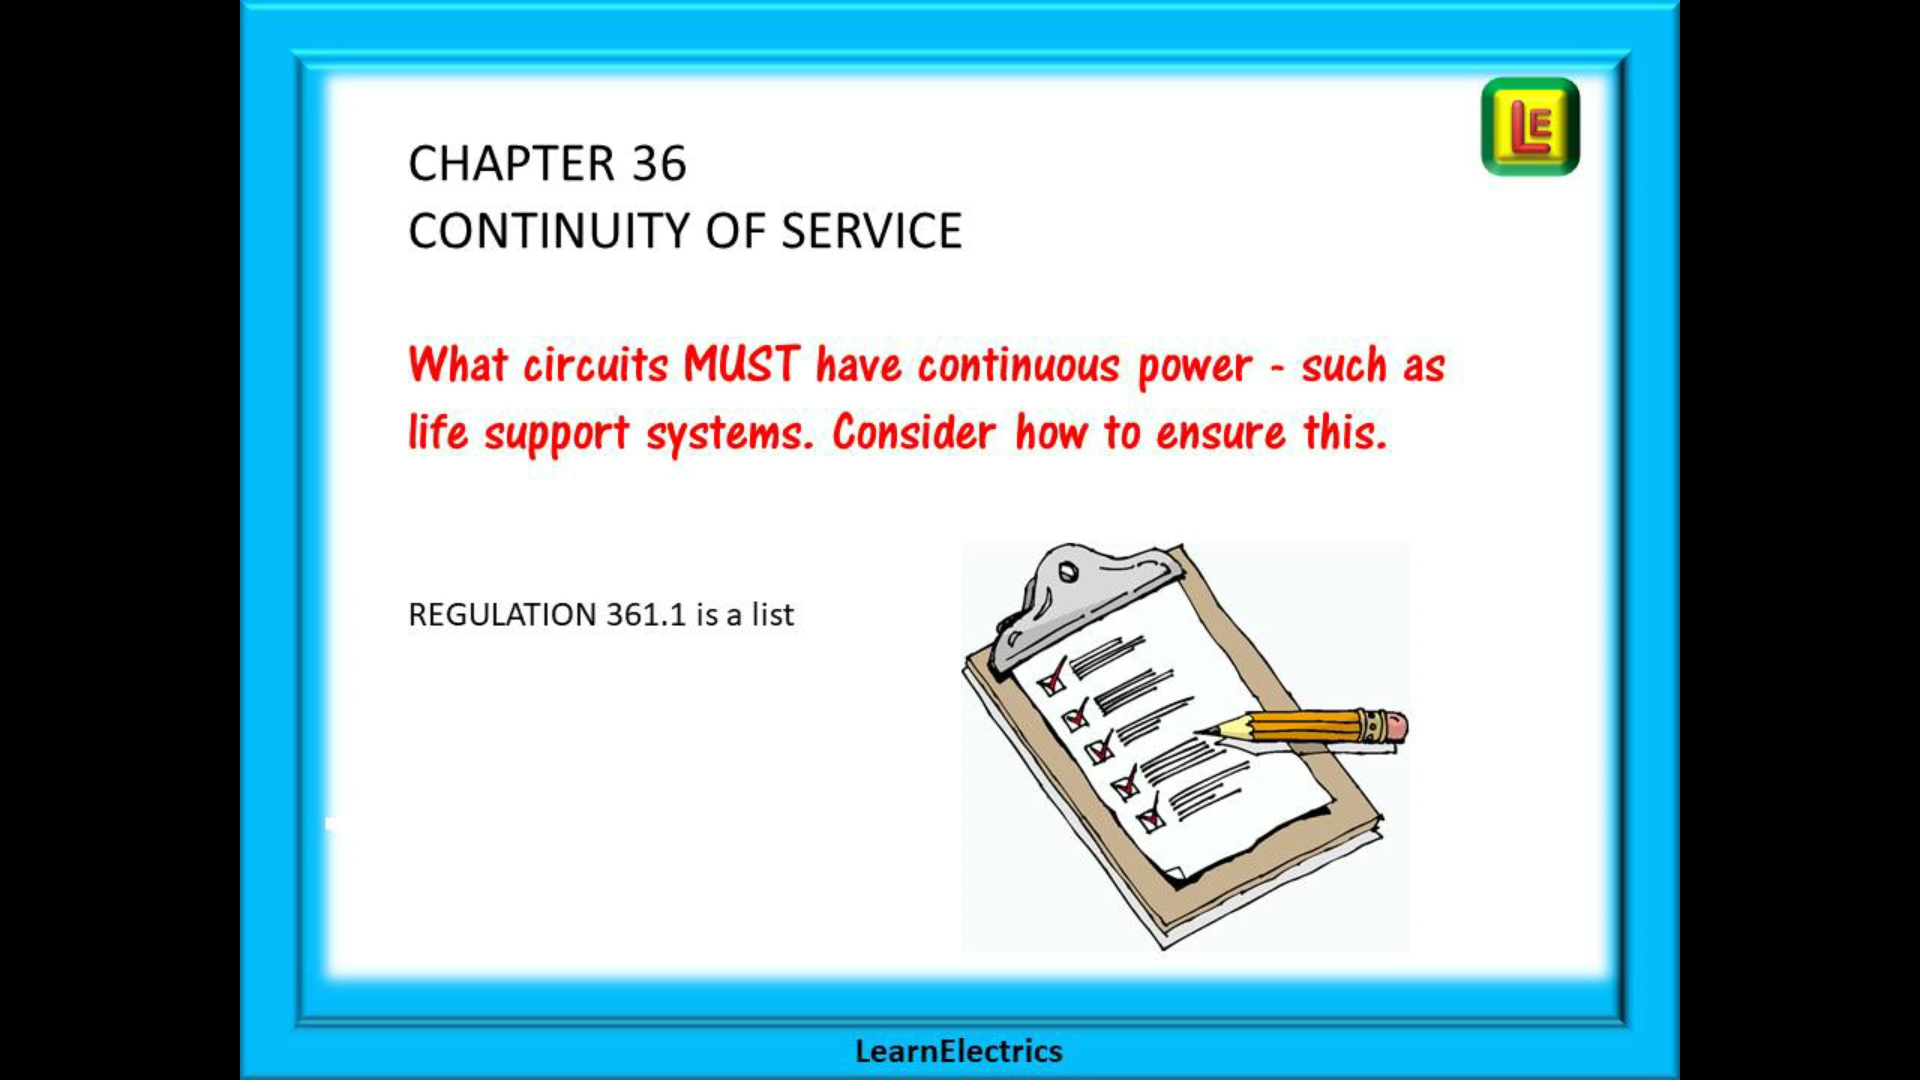 LE
CHAPTER 36
CONTINUITY OF SERVICE
What circuits MUST have continuous power - such as
life support systems. Consider how to ensure this.
REGULATION 361.1 is a list
LearnElectrics